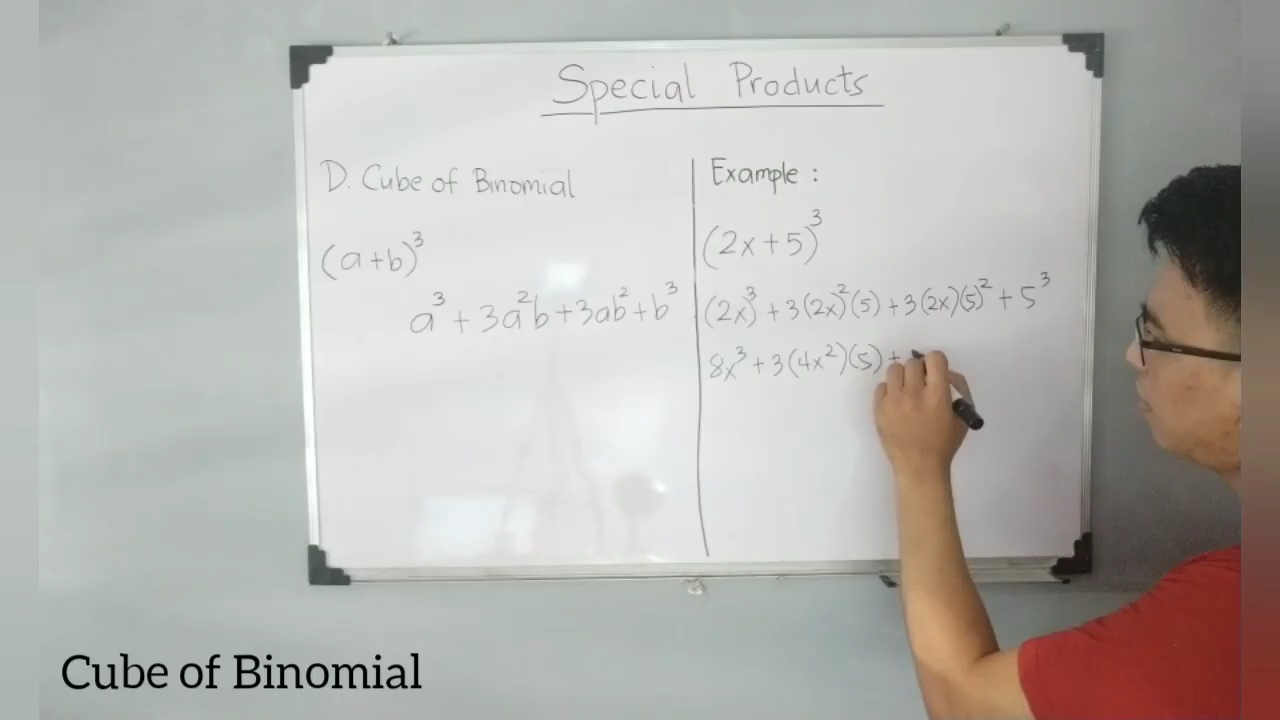 Special Products
D. Cube of Binomial
(a+b)³
a³ + 3a²b + 3ab² + b³
Example :
(2x+5)³
(2x)³ + 3(2x)²(5) + 3(2x)(5)² + 5³
8x³ + 3(4x²)(5) +
Cube of Binomial